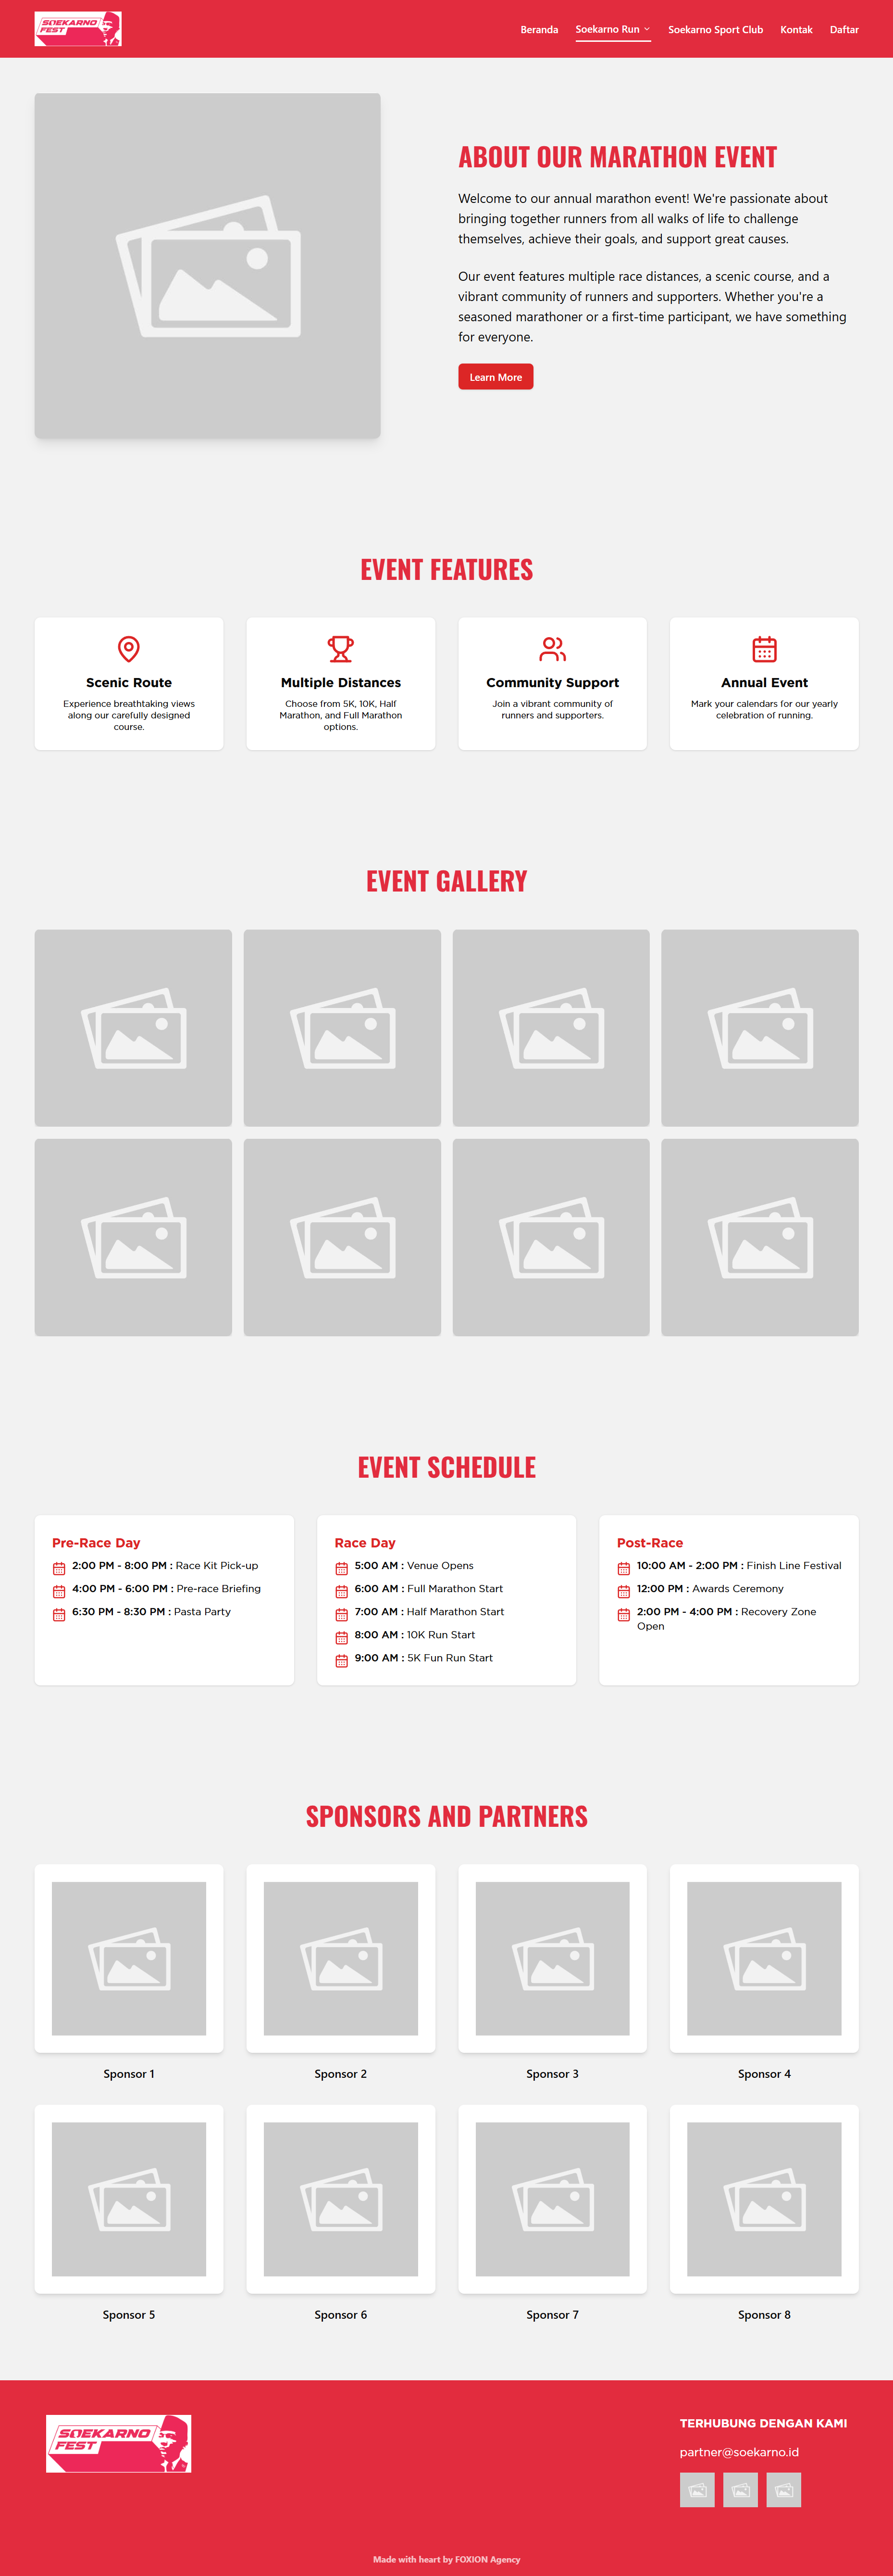 SOEKARNO
FEST
Beranda
Soekarno Run
Soekarno Sport Club
Kontak
Daftar
ABOUT OUR MARATHON EVENT
Welcome to our annual marathon event! We're passionate about
bringing together runners from all walks of life to challenge
themselves, achieve their goals, and support great causes.
Our event features multiple race distances, a scenic course, and a
vibrant community of runners and supporters. Whether you're a
seasoned marathoner or a first-time participant, we have something
for everyone.
Learn More
EVENT FEATURES
Scenic Route
Experience breathtaking views
along our carefully designed
course.
Multiple Distances
Choose from 5K, 10K, Half
Marathon, and Full Marathon
options.
Community Support
Join a vibrant community of
runners and supporters.
Annual Event
Mark your calendars for our yearly
celebration of running.
EVENT GALLERY
EVENT SCHEDULE
Pre-Race Day
2:00 PM - 8:00 PM : Race Kit Pick-up
4:00 PM - 6:00 PM : Pre-race Briefing
6:30 PM - 8:30 PM : Pasta Party
Race Day
5:00 AM : Venue Opens
6:00 AM : Full Marathon Start
7:00 AM : Half Marathon Start
8:00 AM : 10K Run Start
9:00 AM : 5K Fun Run Start
Post-Race
10:00 AM - 2:00 PM : Finish Line Festival
12:00 PM : Awards Ceremony
2:00 PM - 4:00 PM : Recovery Zone
Open
SPONSORS AND PARTNERS
Sponsor 1
Sponsor 2
Sponsor 3
Sponsor 4
Sponsor 5
Sponsor 6
Sponsor 7
Sponsor 8
SOEKARNO
FEST
TERHUBUNG DENGAN KAMI
partner@soekarno.id
Made with heart by FOXION Agency